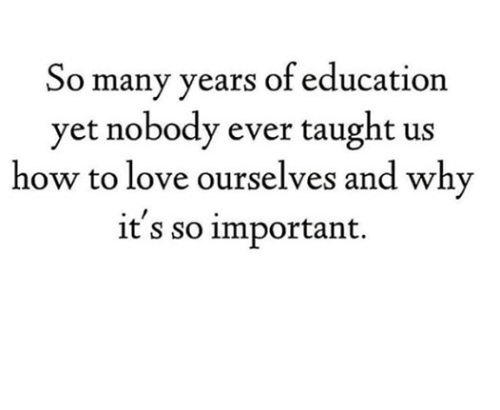 So many years of education
yet nobody ever taught us
how to love ourselves and why
it's so important.